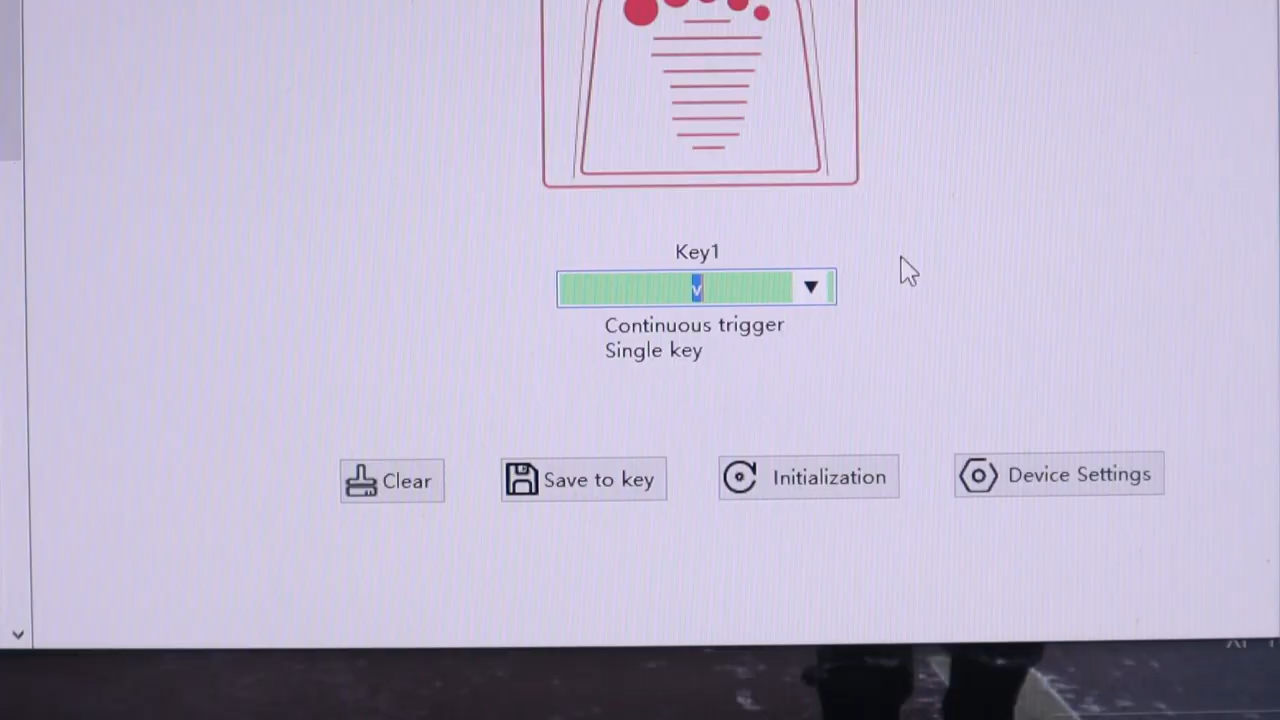 Key1
v
Continuous trigger
Single key
Clear
Save to key
Initialization
Device Settings